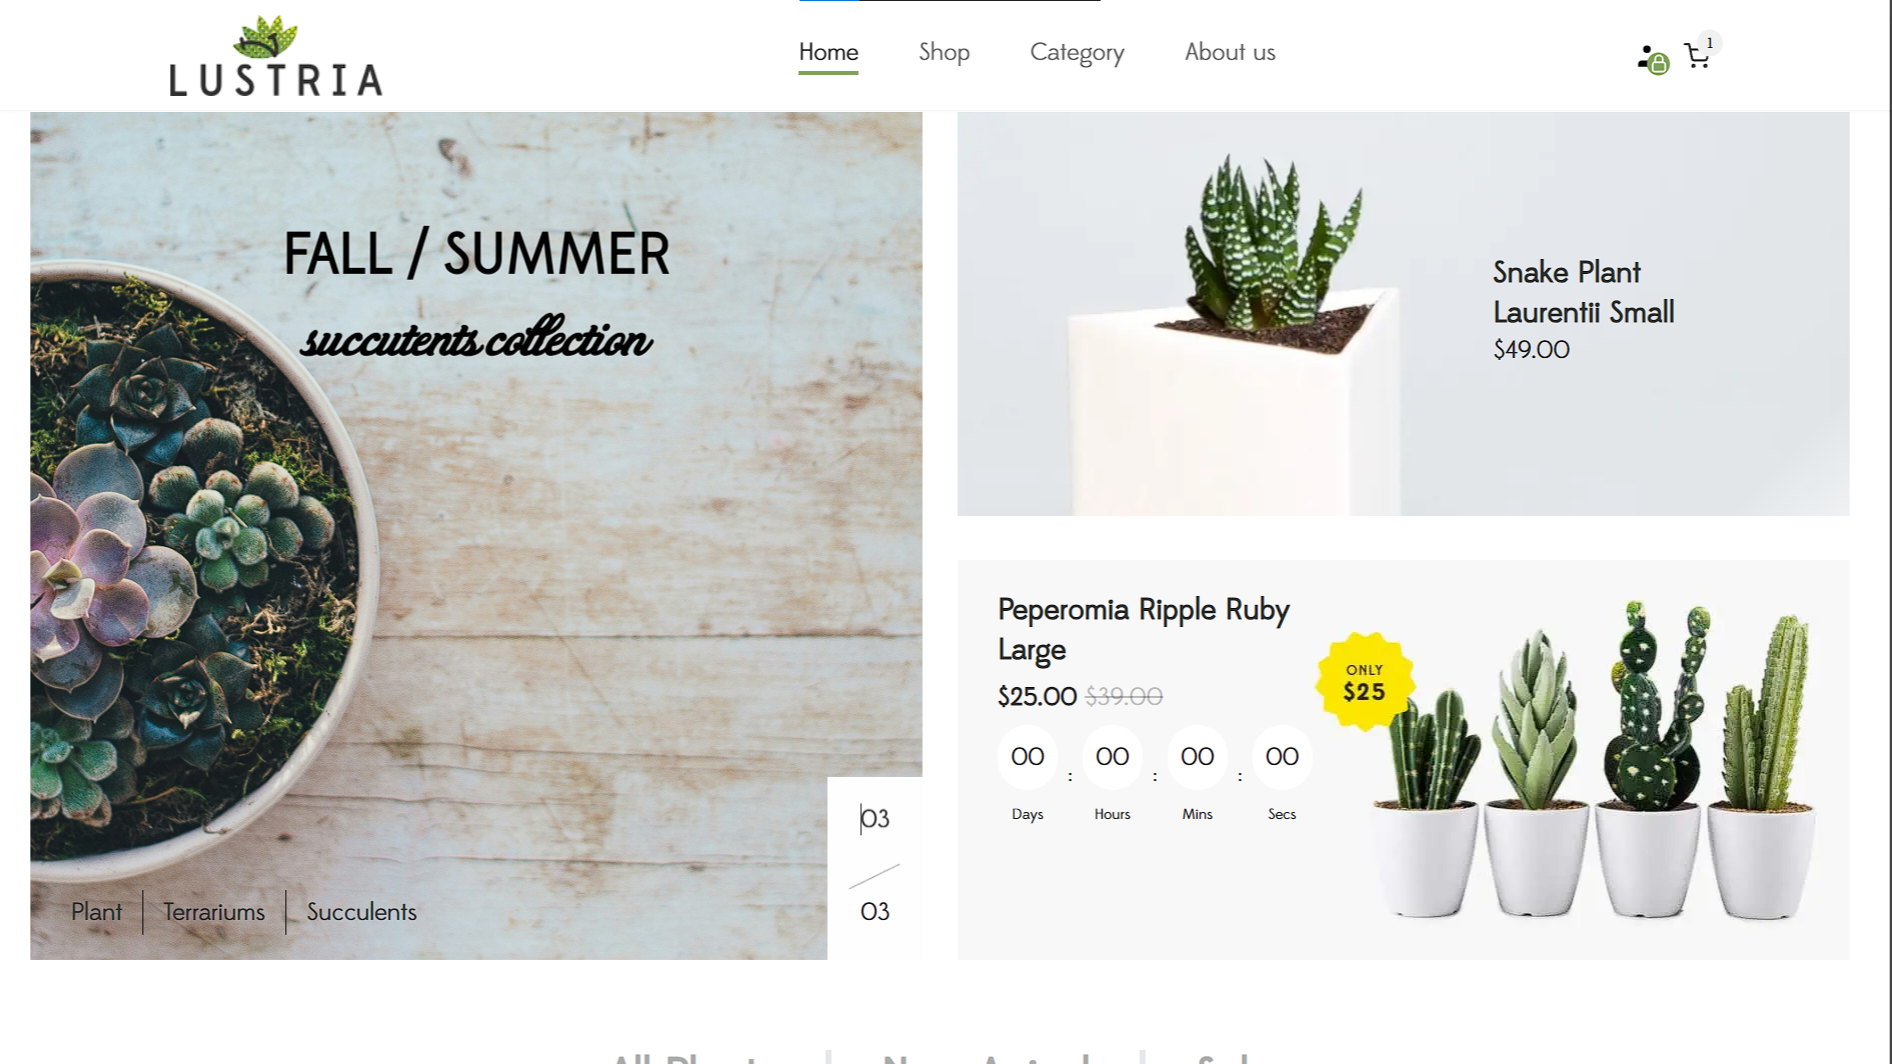 LUSTRIA
Home
Shop
Category
About us
1
FALL / SUMMER
succutents collection
Plant
Terrariums
Succulents
03
03
Snake Plant
Laurentii Small
$49.00
Peperomia Ripple Ruby
Large
$25.00 $39.00
00 : 00 : 00 : 00
Days
Hours
Mins
Secs
ONLY
$25